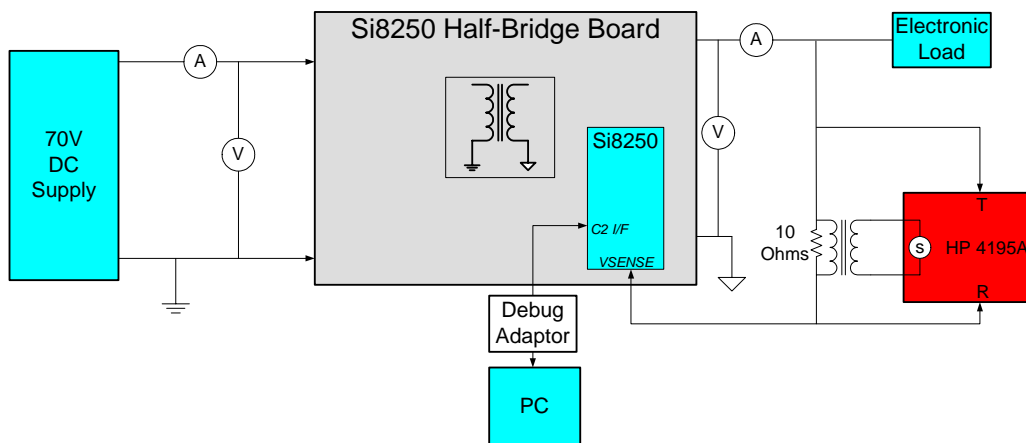 Si8250 Half-Bridge Board
A
A
Electronic
Load
70V
DC
Supply
V
V
Si8250
C2 I/F
VSENSE
T
10
Ohms
s
HP 4195A
R
Debug
Adaptor
PC